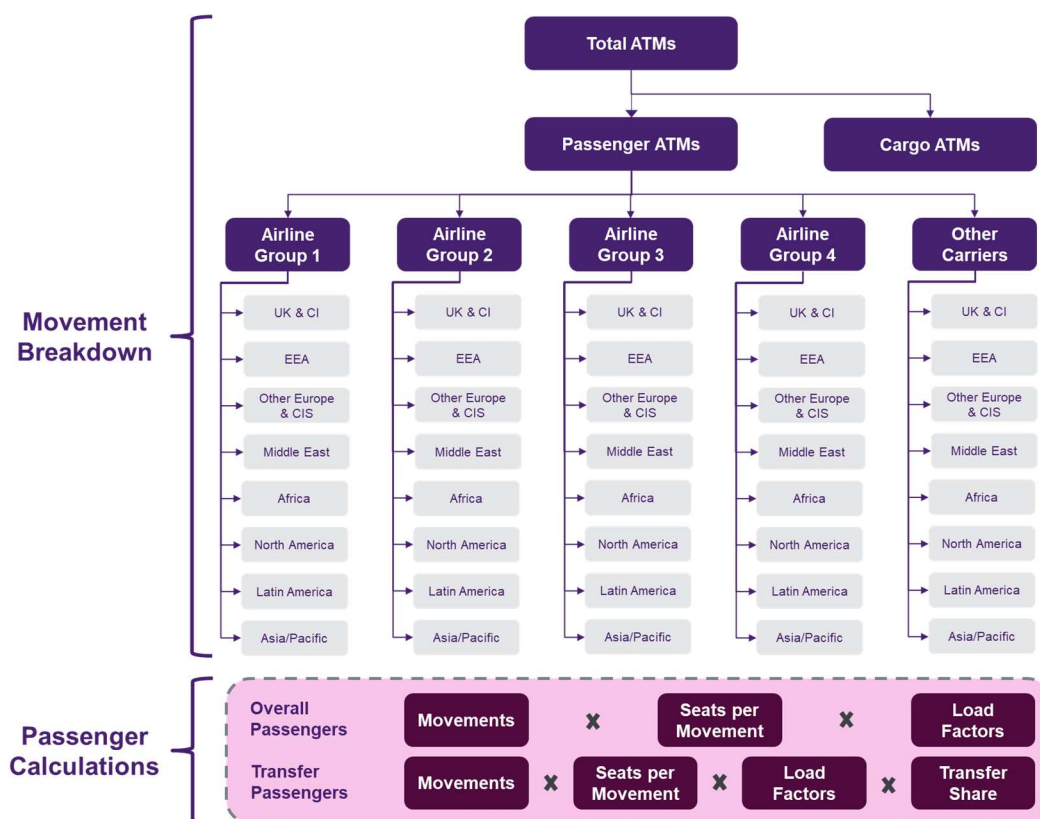 Total ATMs
Passenger ATMs
Cargo ATMs
Movement
Breakdown
Airline
Group 1
Airline
Group 2
Airline
Group 3
Airline
Group 4
Other
Carriers
UK & CI
UK & CI
UK & CI
UK & CI
UK & CI
EEA
EEA
EEA
EEA
EEA
Other Europe
& CIS
Other Europe
& CIS
Other Europe
& CIS
Other Europe
& CIS
Other Europe
& CIS
Middle East
Middle East
Middle East
Middle East
Middle East
Africa
Africa
Africa
Africa
Africa
North America
North America
North America
North America
North America
Latin America
Latin America
Latin America
Latin America
Latin America
Asia/Pacific
Asia/Pacific
Asia/Pacific
Asia/Pacific
Asia/Pacific
Passenger
Calculations
Overall
Passengers
Movements
x
Seats per
Movement
x
Load
Factors
Transfer
Passengers
Movements
x
Seats per
Movement
x
Load
Factors
x
Transfer
Share